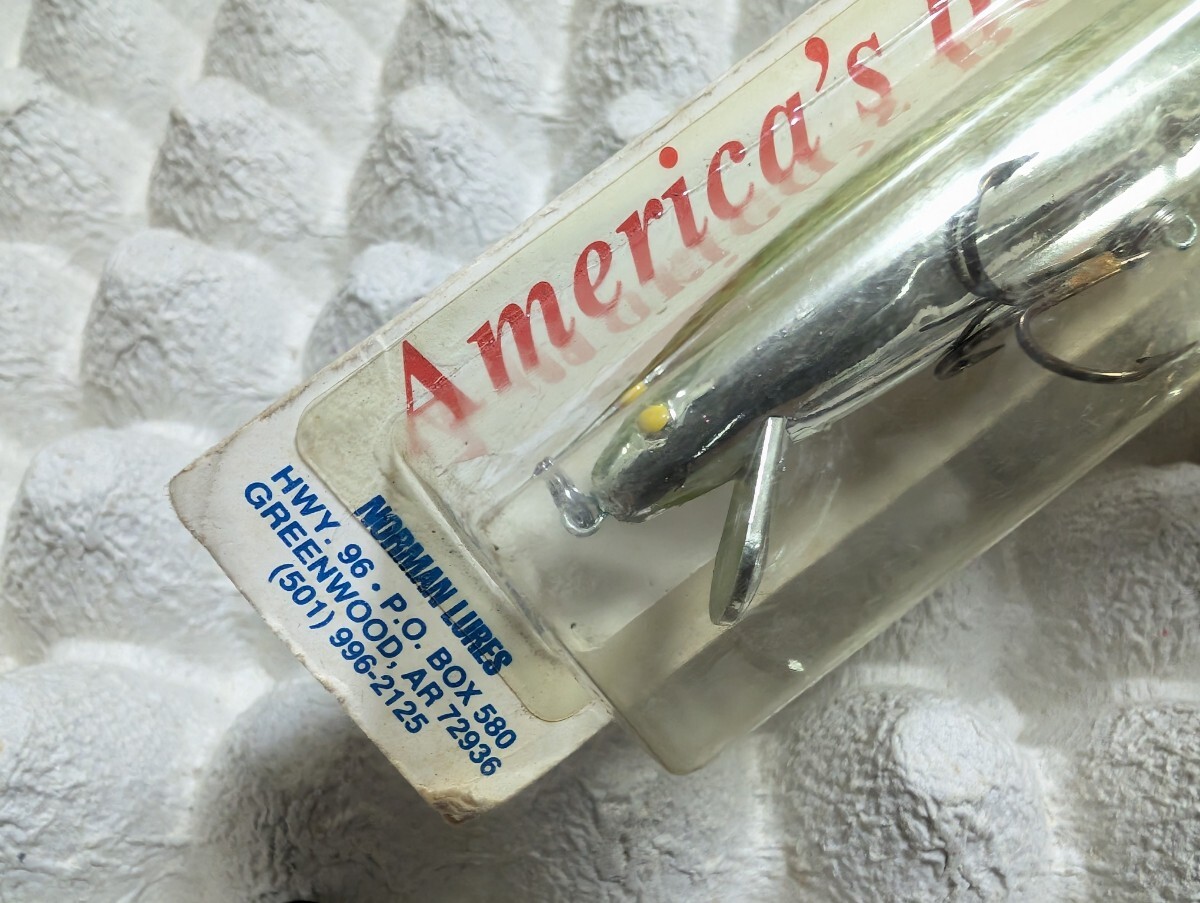 America's
NORMAN LURES
HWY. 96 • P.O. BOX 580
GREENWOOD, AR 72936
(501) 996-2125